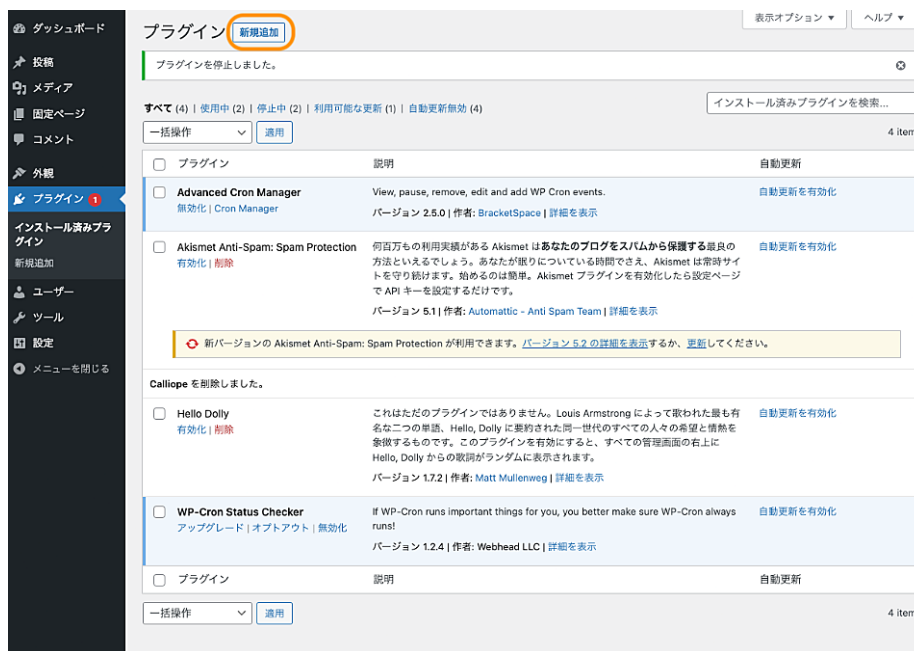 ダッシュボード
投稿
メディア
固定ページ
コメント
外観
プラグイン 1
インストール済みプラ
グイン
新規追加
ユーザー
ツール
設定
メニューを閉じる
表示オプション ▼
ヘルプ ▼
プラグイン 新規追加
プラグインを停止しました。
すべて (4) | 使用中 (2) | 停止中 (2) | 利用可能な更新 (1) | 自動更新無効 (4)
インストール済みプラグインを検索...
一括操作 適用
4 item
プラグイン 説明 自動更新
Advanced Cron Manager
無効化 | Cron Manager
View, pause, remove, edit and add WP Cron events.
バージョン 2.5.0 | 作者: BracketSpace | 詳細を表示
自動更新を有効化
Akismet Anti-Spam: Spam Protection
有効化 | 削除
何百万もの利用実績がある Akismet はあなたのブログをスパムから保護する最良の
方法といえるでしょう。あなたが眠りについている時間でさえ、Akismet は常時サイ
トを守り続けます。始めるのは簡単。Akismet プラグインを有効化したら設定ページ
で API キーを設定するだけです。
バージョン 5.1 | 作者: Automattic - Anti Spam Team | 詳細を表示
自動更新を有効化
新バージョンの Akismet Anti-Spam: Spam Protection が利用できます。バージョン 5.2 の詳細を表示するか、更新してください。
Calliope を削除しました。
Hello Dolly
有効化 | 削除
これはただのプラグインではありません。Louis Armstrong によって歌われた最も有
名な二つの単語、Hello, Dolly に要約された同一世代のすべての人々の希望と情熱を
象徴するものです。このプラグインを有効にすると、すべての管理画面の右上に
Hello, Dolly からの歌詞がランダムに表示されます。
バージョン 1.7.2 | 作者: Matt Mullenweg | 詳細を表示
自動更新を有効化
WP-Cron Status Checker
アップグレード | オプトアウト | 無効化
If WP-Cron runs important things for you, you better make sure WP-Cron always
runs!
バージョン 1.2.4 | 作者: Webhead LLC | 詳細を表示
自動更新を有効化
プラグイン 説明 自動更新
一括操作 適用
4 item